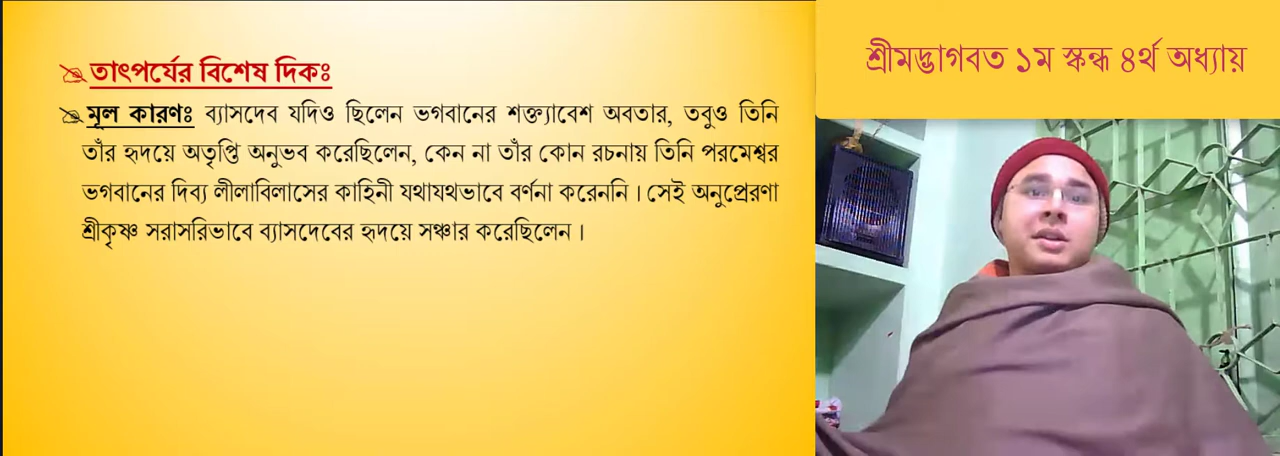 তাৎপর্যের বিশেষ দিকঃ
মূল কারণঃ ব্যাসদেব যদিও ছিলেন ভগবানের শক্ত্যাবেশ অবতার, তবুও তিনি
তাঁর হৃদয়ে অতৃপ্তি অনুভব করেছিলেন, কেন না তাঁর কোন রচনায় তিনি পরমেশ্বর
ভগবানের দিব্য লীলাবিলাসের কাহিনী যথাযথভাবে বর্ণনা করেননি। সেই অনুপ্রেরণা
শ্রীকৃষ্ণ সরাসরিভাবে ব্যাসদেবের হৃদয়ে সঞ্চার করেছিলেন।
শ্রীমদ্ভাগবত ১ম স্কন্ধ ৪র্থ অধ্যায়